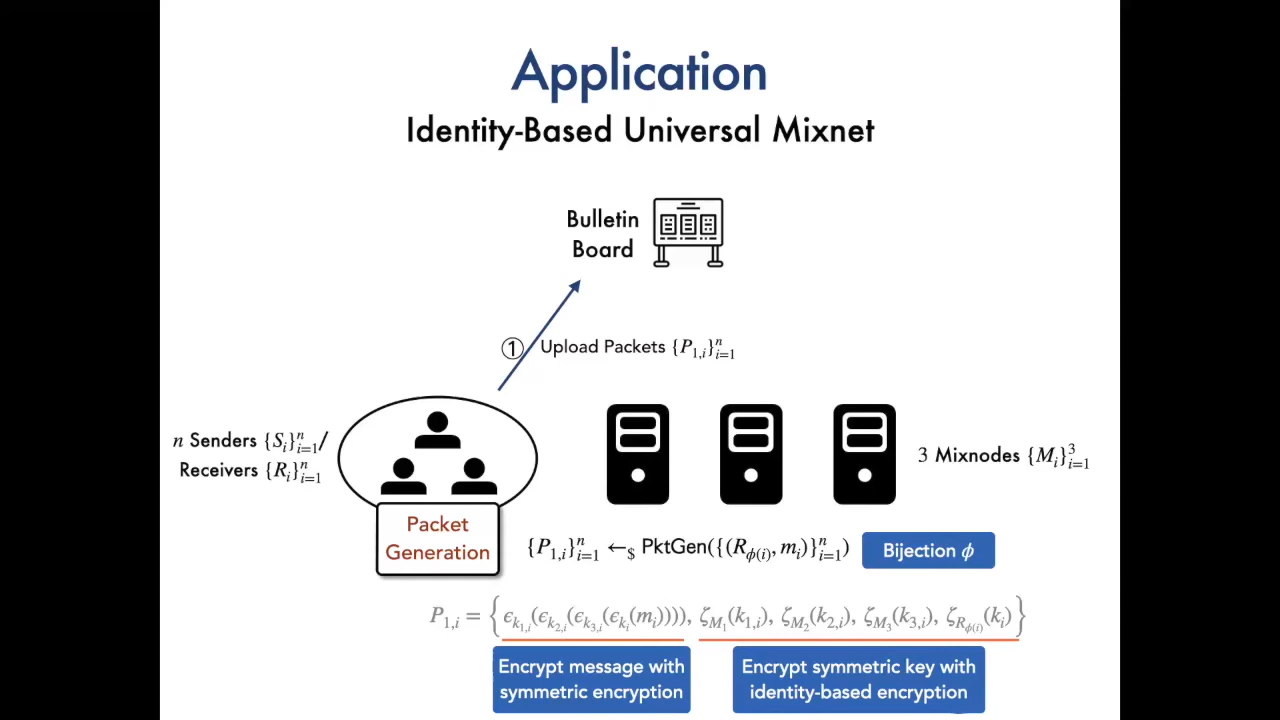 Application
Identity-Based Universal Mixnet
Bulletin
Board
① Upload Packets {P_{1,i}}_{i=1}^n
n Senders {S_i}_{i=1}^n/
Receivers {R_i}_{i=1}^n
3 Mixnodes {M_i}_{i=1}^3
Packet
Generation
{P_{1,i}}_{i=1}^n ←_$ PktGen({(R_{ϕ(i)}, m_i)}_{i=1}^n)
Bijection ϕ
P_{1,i} = {ϵ_{k_{1,i}}(ϵ_{k_{2,i}}(ϵ_{k_{3,i}}(ϵ_{k_i}(m_i)))), ζ_{M_1}(k_{1,i}), ζ_{M_2}(k_{2,i}), ζ_{M_3}(k_{3,i}), ζ_{R_{ϕ(i)}}(k_i)}
Encrypt message with
symmetric encryption
Encrypt symmetric key with
identity-based encryption